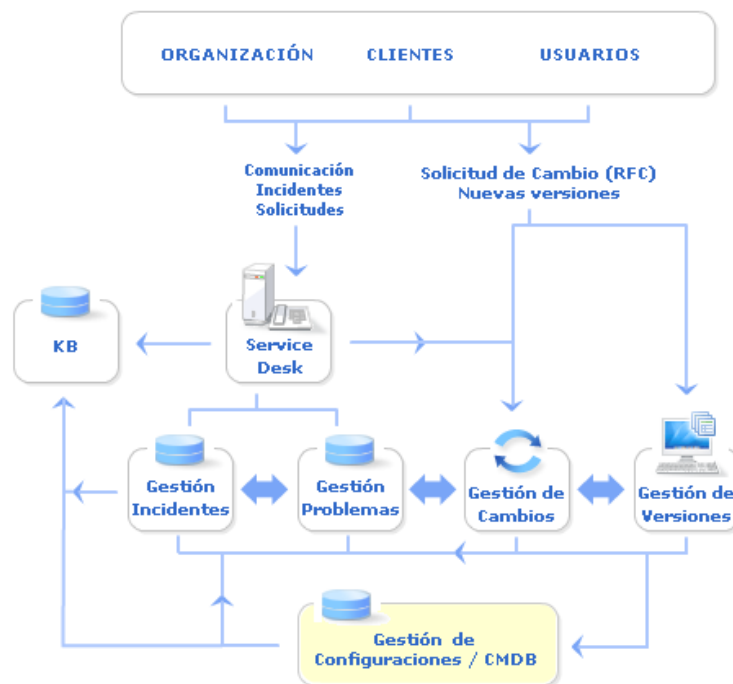 ORGANIZACIÓN CLIENTES USUARIOS
Comunicación
Incidentes
Solicitudes
Solicitud de Cambio (RFC)
Nuevas versiones
KB
Service
Desk
Gestión
Incidentes
Gestión
Problemas
Gestión de
Cambios
Gestión de
Versiones
Gestión de
Configuraciones / CMDB